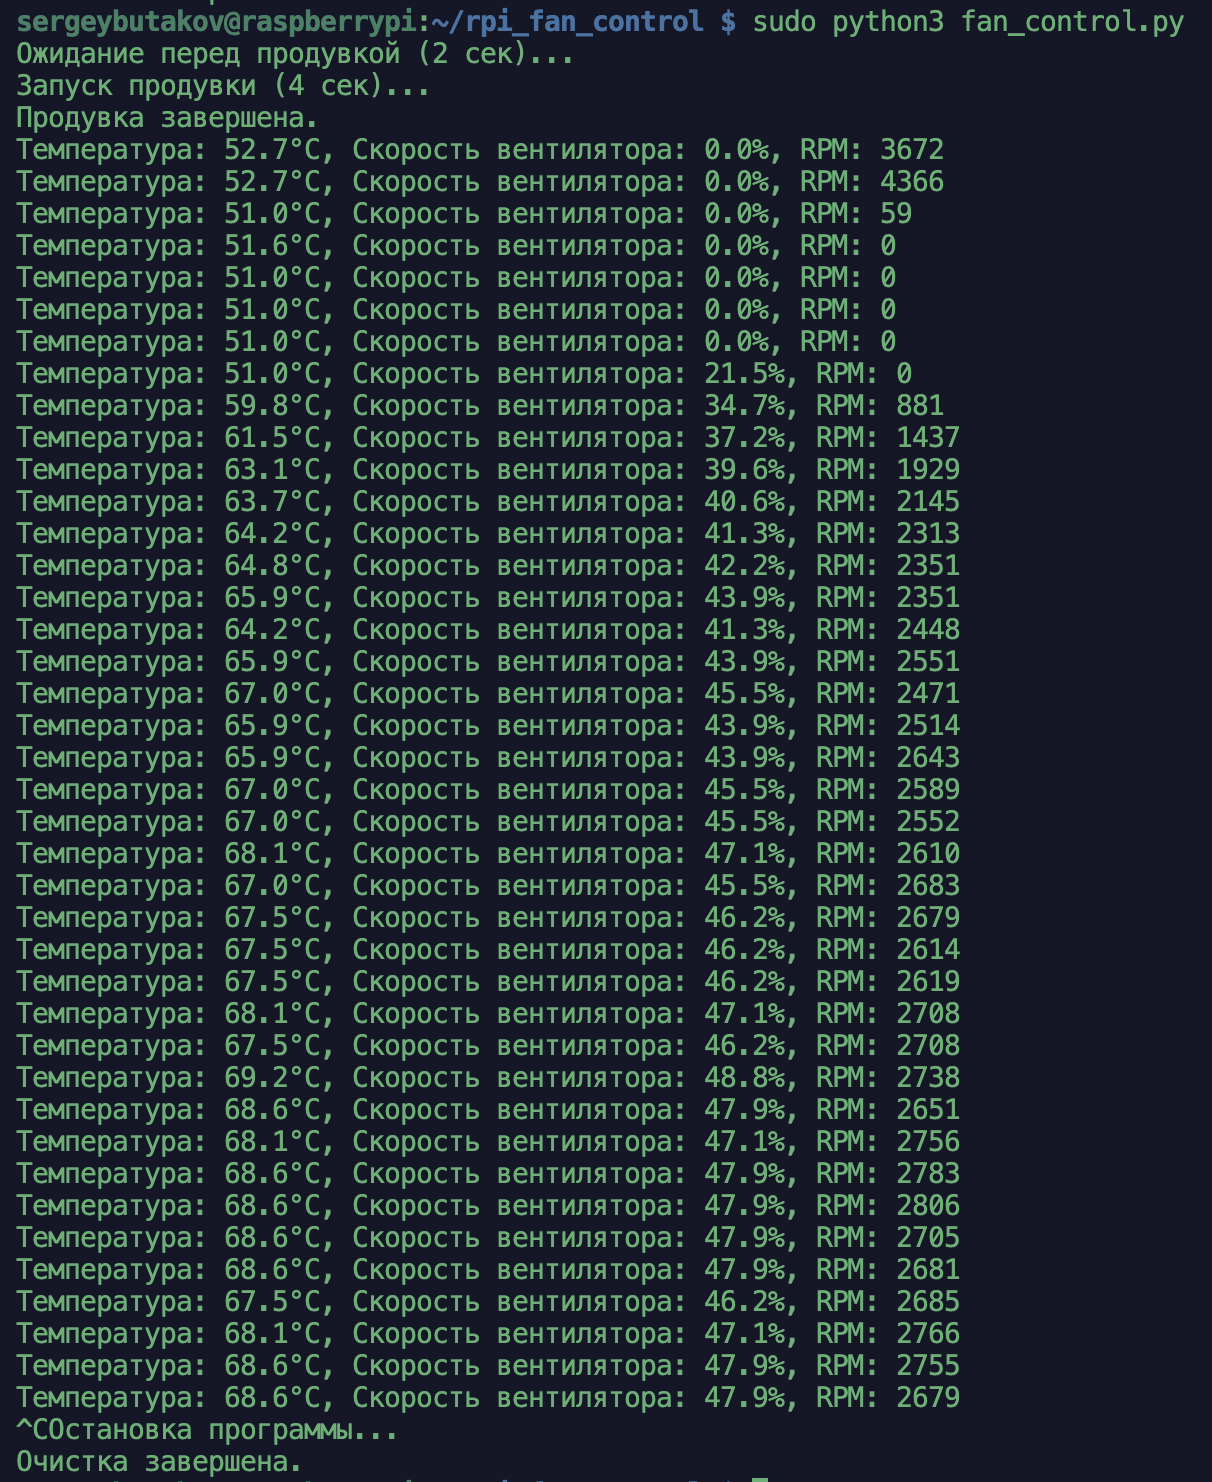 sergeybutakov@raspberrypi:~/rpi_fan_control $ sudo python3 fan_control.py
Ожидание перед продувкой (2 сек)...
Запуск продувки (4 сек)...
Продувка завершена.
Температура: 52.7°C, Скорость вентилятора: 0.0%, RPM: 3672
Температура: 52.7°C, Скорость вентилятора: 0.0%, RPM: 4366
Температура: 51.0°C, Скорость вентилятора: 0.0%, RPM: 59
Температура: 51.6°C, Скорость вентилятора: 0.0%, RPM: 0
Температура: 51.0°C, Скорость вентилятора: 0.0%, RPM: 0
Температура: 51.0°C, Скорость вентилятора: 0.0%, RPM: 0
Температура: 51.0°C, Скорость вентилятора: 0.0%, RPM: 0
Температура: 51.0°C, Скорость вентилятора: 21.5%, RPM: 0
Температура: 59.8°C, Скорость вентилятора: 34.7%, RPM: 881
Температура: 61.5°C, Скорость вентилятора: 37.2%, RPM: 1437
Температура: 63.1°C, Скорость вентилятора: 39.6%, RPM: 1929
Температура: 63.7°C, Скорость вентилятора: 40.6%, RPM: 2145
Температура: 64.2°C, Скорость вентилятора: 41.3%, RPM: 2313
Температура: 64.8°C, Скорость вентилятора: 42.2%, RPM: 2351
Температура: 65.9°C, Скорость вентилятора: 43.9%, RPM: 2351
Температура: 64.2°C, Скорость вентилятора: 41.3%, RPM: 2448
Температура: 65.9°C, Скорость вентилятора: 43.9%, RPM: 2551
Температура: 67.0°C, Скорость вентилятора: 45.5%, RPM: 2471
Температура: 65.9°C, Скорость вентилятора: 43.9%, RPM: 2514
Температура: 65.9°C, Скорость вентилятора: 43.9%, RPM: 2643
Температура: 67.0°C, Скорость вентилятора: 45.5%, RPM: 2589
Температура: 67.0°C, Скорость вентилятора: 45.5%, RPM: 2552
Температура: 68.1°C, Скорость вентилятора: 47.1%, RPM: 2610
Температура: 67.0°C, Скорость вентилятора: 45.5%, RPM: 2683
Температура: 67.5°C, Скорость вентилятора: 46.2%, RPM: 2679
Температура: 67.5°C, Скорость вентилятора: 46.2%, RPM: 2614
Температура: 67.5°C, Скорость вентилятора: 46.2%, RPM: 2619
Температура: 68.1°C, Скорость вентилятора: 47.1%, RPM: 2708
Температура: 67.5°C, Скорость вентилятора: 46.2%, RPM: 2708
Температура: 69.2°C, Скорость вентилятора: 48.8%, RPM: 2738
Температура: 68.6°C, Скорость вентилятора: 47.9%, RPM: 2651
Температура: 68.1°C, Скорость вентилятора: 47.1%, RPM: 2756
Температура: 68.6°C, Скорость вентилятора: 47.9%, RPM: 2783
Температура: 68.6°C, Скорость вентилятора: 47.9%, RPM: 2806
Температура: 68.6°C, Скорость вентилятора: 47.9%, RPM: 2705
Температура: 68.6°C, Скорость вентилятора: 47.9%, RPM: 2681
Температура: 67.5°C, Скорость вентилятора: 46.2%, RPM: 2685
Температура: 68.1°C, Скорость вентилятора: 47.1%, RPM: 2766
Температура: 68.6°C, Скорость вентилятора: 47.9%, RPM: 2755
Температура: 68.6°C, Скорость вентилятора: 47.9%, RPM: 2679
^CОстановка программы...
Очистка завершена.